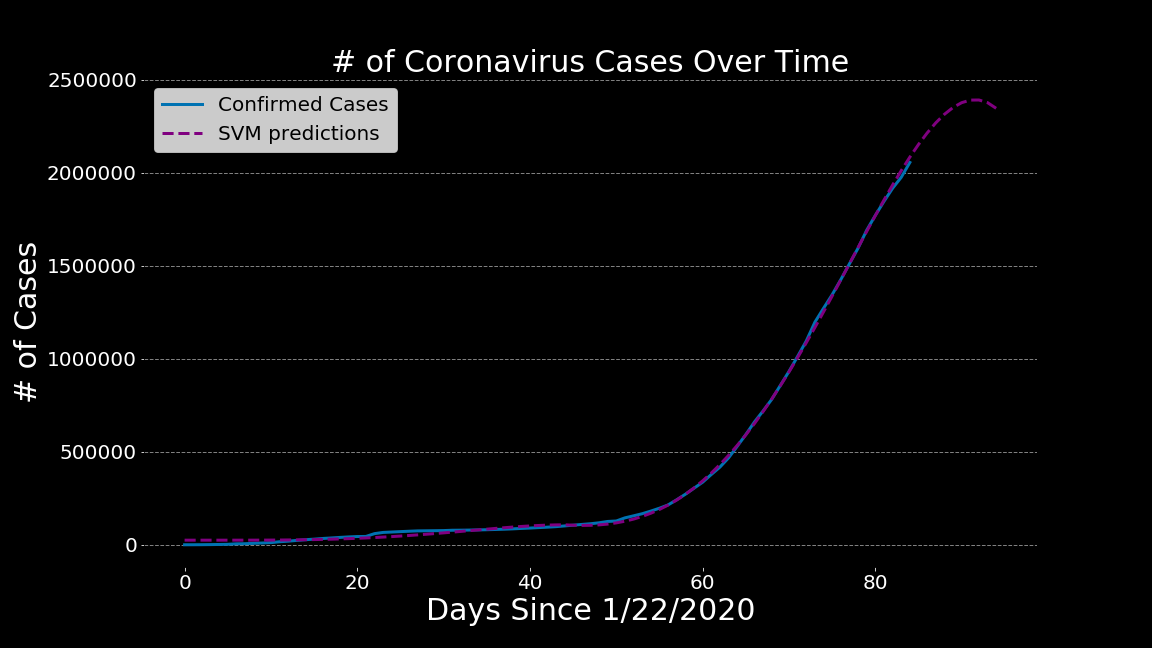 # of Coronavirus Cases Over Time
2500000
Confirmed Cases
SVM predictions
2000000
1500000
# of Cases
1000000
500000
0
0 20 40 60 80
Days Since 1/22/2020